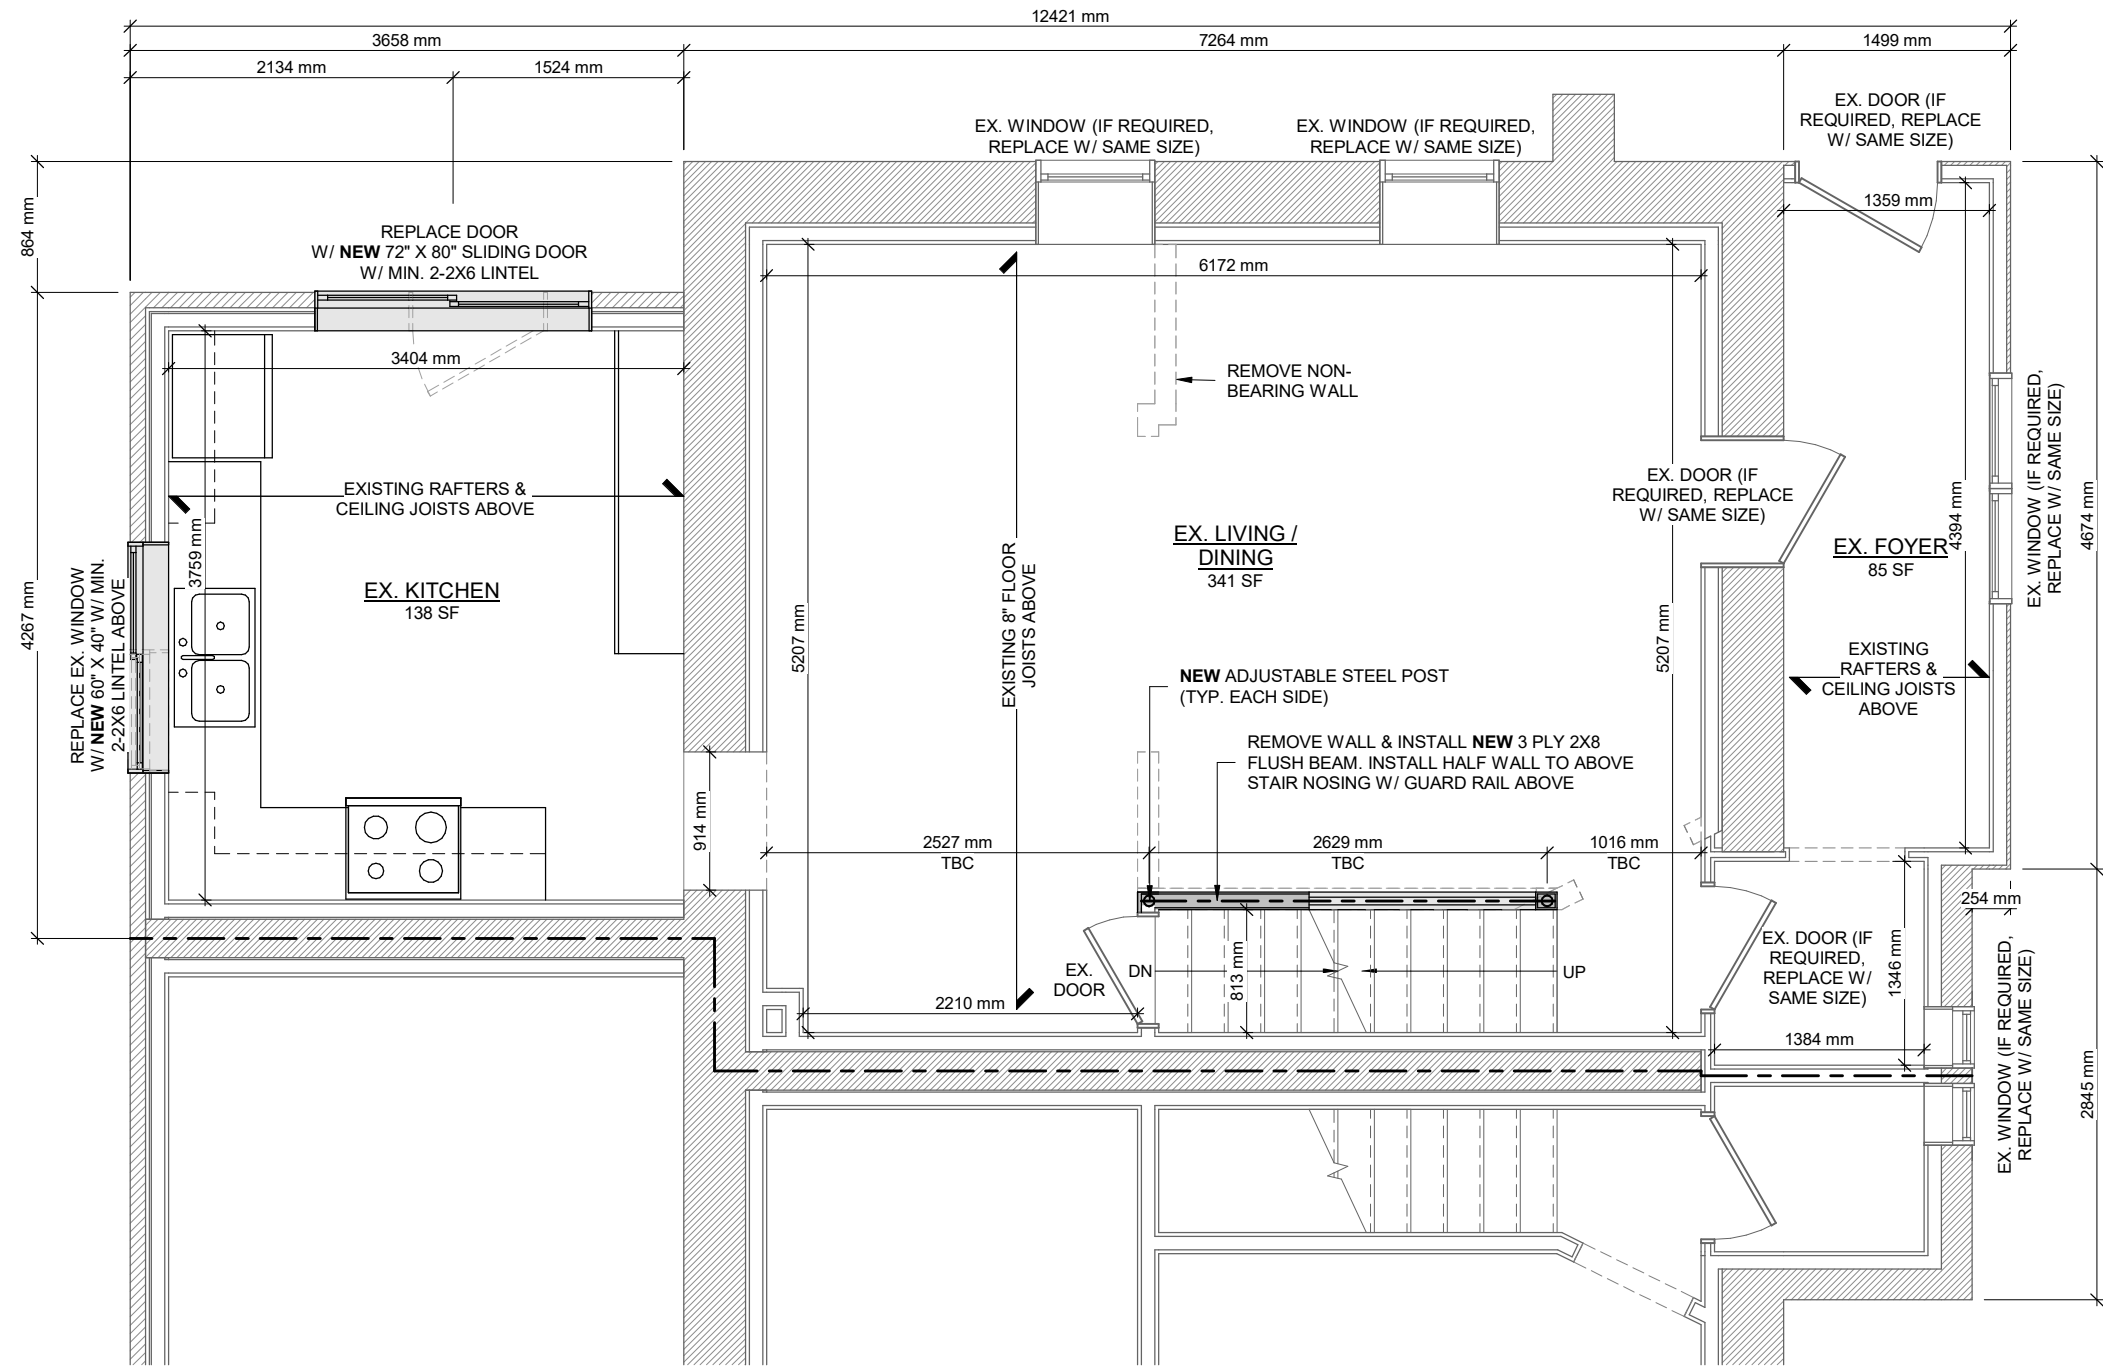 12421 mm
3658 mm
7264 mm
1499 mm
2134 mm
1524 mm
EX. WINDOW (IF REQUIRED,
REPLACE W/ SAME SIZE)
EX. WINDOW (IF REQUIRED,
REPLACE W/ SAME SIZE)
EX. DOOR (IF
REQUIRED, REPLACE
W/ SAME SIZE)
864 mm
1359 mm
REPLACE DOOR
W/ NEW 72" X 80" SLIDING DOOR
W/ MIN. 2-2X6 LINTEL
6172 mm
3404 mm
REMOVE NON-
BEARING WALL
EX. WINDOW (IF REQUIRED,
REPLACE W/ SAME SIZE)
EXISTING RAFTERS &
CEILING JOISTS ABOVE
EX. DOOR (IF
REQUIRED, REPLACE
W/ SAME SIZE)
4394 mm
4674 mm
3759 mm
EX. LIVING /
DINING
341 SF
EX. FOYER
85 SF
EX. KITCHEN
138 SF
4267 mm
REPLACE EX. WINDOW
W/ NEW 60" X 40" W/ MIN.
2-2X6 LINTEL ABOVE
5207 mm
EXISTING 8" FLOOR
JOISTS ABOVE
5207 mm
EXISTING
RAFTERS &
CEILING JOISTS
ABOVE
NEW ADJUSTABLE STEEL POST
(TYP. EACH SIDE)
REMOVE WALL & INSTALL NEW 3 PLY 2X8
FLUSH BEAM. INSTALL HALF WALL TO ABOVE
STAIR NOSING W/ GUARD RAIL ABOVE
914 mm
2527 mm
TBC
2629 mm
TBC
1016 mm
TBC
254 mm
EX. DOOR (IF
REQUIRED,
REPLACE W/
SAME SIZE)
1346 mm
EX.
DOOR
DN
813 mm
UP
2210 mm
1384 mm
EX. WINDOW (IF REQUIRED,
REPLACE W/ SAME SIZE)
2845 mm